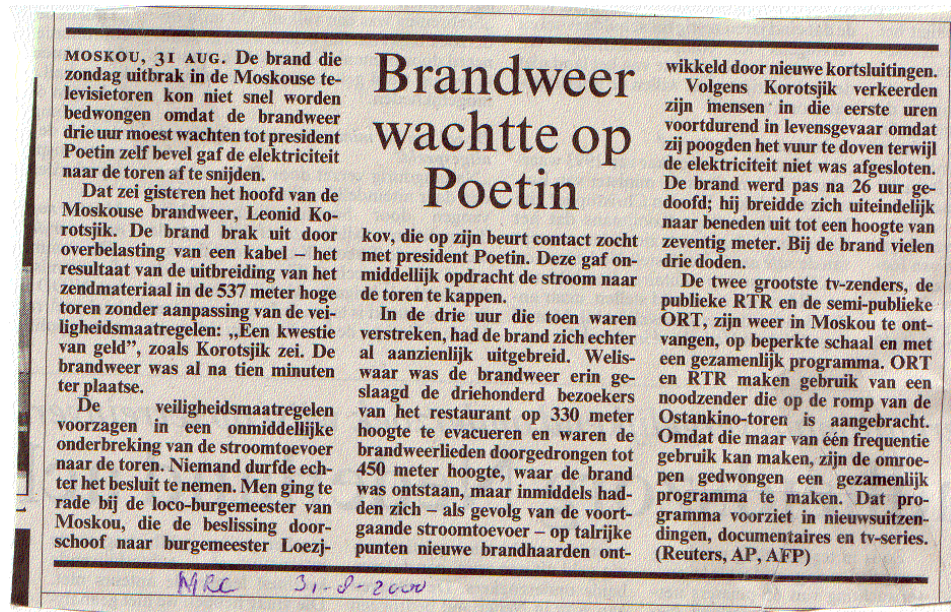 MOSKOU, 31 AUG. De brand die
zondag uitbrak in de Moskouse te-
levisietoren kon niet snel worden
bedwongen omdat de brandweer
drie uur moest wachten tot president
Poetin zelf bevel gaf de elektriciteit
naar de toren af te snijden.
Dat zei gisteren het hoofd van de
Moskouse brandweer, Leonid Ko-
rotsjik. De brand brak uit door
overbelasting van een kabel – het
resultaat van de uitbreiding van het
zendmateriaal in de 537 meter hoge
toren zonder aanpassing van de vei-
ligheidsmaatregelen: „Een kwestie
van geld”, zoals Korotsjik zei. De
brandweer was al na tien minuten
ter plaatse.
De veiligheidsmaatregelen
voorzagen in een onmiddellijke
onderbreking van de stroomtoevoer
naar de toren. Niemand durfde ech-
ter het besluit te nemen. Men ging te
rade bij de loco-burgemeester van
Moskou, die de beslissing door-
schoof naar burgemeester Loezj-
Brandweer
wachtte op
Poetin
kov, die op zijn beurt contact zocht
met president Poetin. Deze gaf on-
middellijk opdracht de stroom naar
de toren te kappen.
In de drie uur die toen waren
verstreken, had de brand zich echter
al aanzienlijk uitgebreid. Welis-
waar was de brandweer erin ge-
slaagd de driehonderd bezoekers
van het restaurant op 330 meter
hoogte te evacueren en waren de
brandweerlieden doorgedrongen tot
450 meter hoogte, waar de brand
was ontstaan, maar inmiddels had-
den zich – als gevolg van de voort-
gaande stroomtoevoer – op talrijke
punten nieuwe brandhaarden ont-
wikkeld door nieuwe kortsluitingen.
Volgens Korotsjik verkeerden
zijn mensen in die eerste uren
voortdurend in levensgevaar omdat
zij poogden het vuur te doven terwijl
de elektriciteit niet was afgesloten.
De brand werd pas na 26 uur ge-
doofd; hij breidde zich uiteindelijk
naar beneden uit tot een hoogte van
zeventig meter. Bij de brand vielen
drie doden.
De twee grootste tv-zenders, de
publieke RTR en de semi-publieke
ORT, zijn weer in Moskou te ont-
vangen, op beperkte schaal en met
een gezamenlijk programma. ORT
en RTR maken gebruik van een
noodzender die op de romp van de
Ostankino-toren is aangebracht.
Omdat die maar van één frequentie
gebruik kan maken, zijn de omroe-
pen gedwongen een gezamenlijk
programma te maken. Dat pro-
gramma voorziet in nieuwsuitzen-
dingen, documentaires en tv-series.
(Reuters, AP, AFP)
NRC 31-8-2000